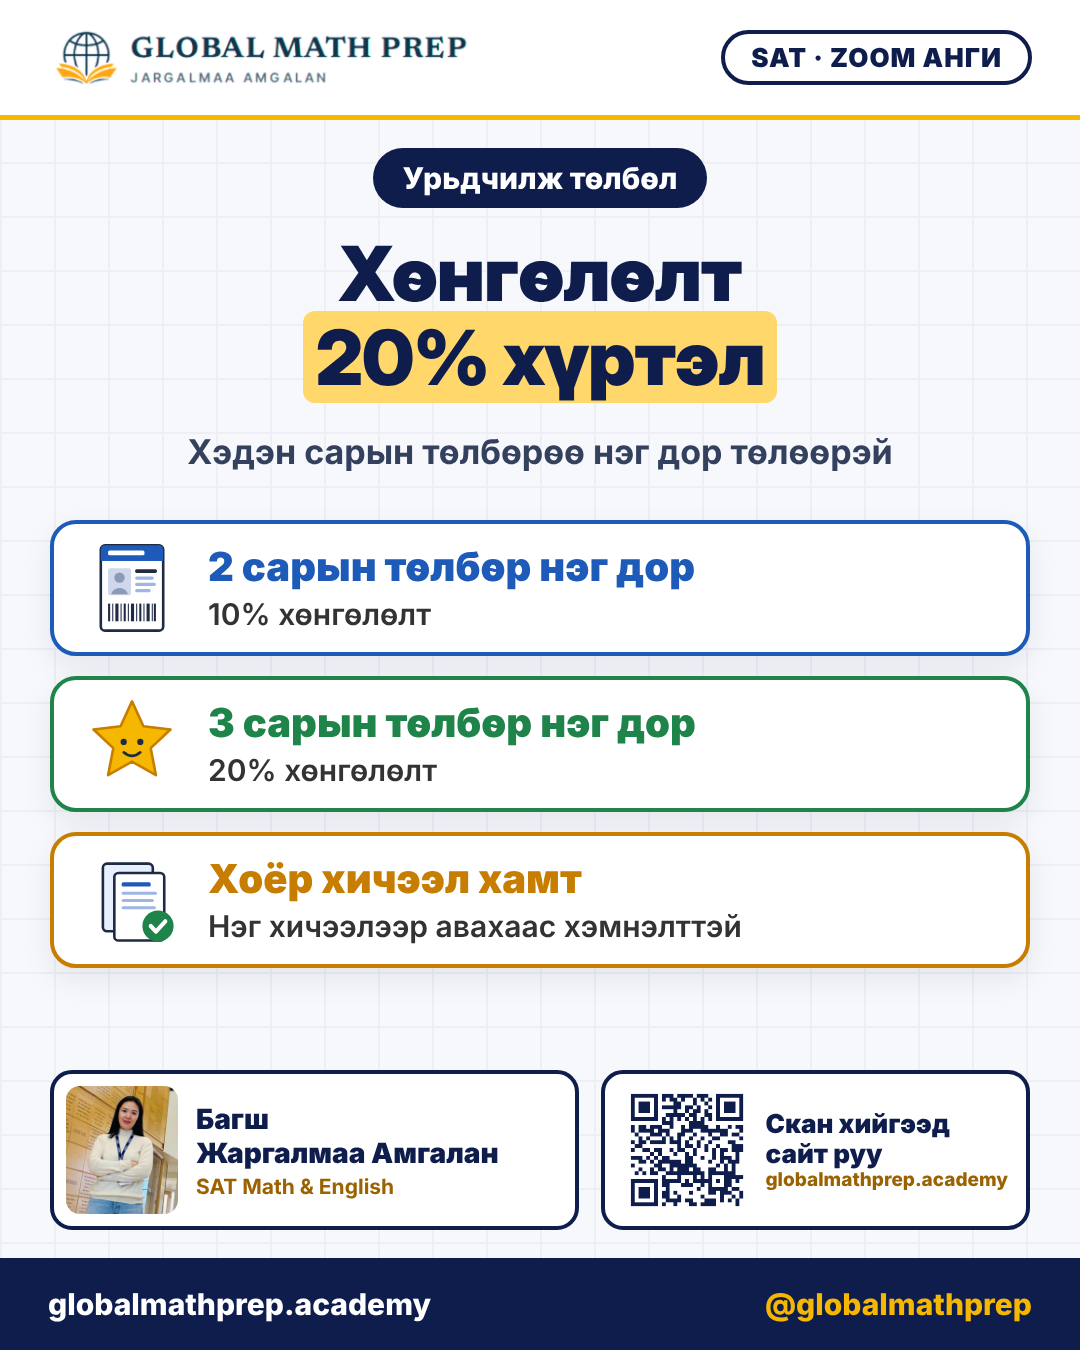 GLOBAL MATH PREP
JARGALMAA AMGALAN
SAT · ZOOM АНГИ
Урьдчилж төлбөл
Хөнгөлөлт
20% хүртэл
Хэдэн сарын төлбөрөө нэг дор төлөөрэй
2 сарын төлбөр нэг дор
10% хөнгөлөлт
3 сарын төлбөр нэг дор
20% хөнгөлөлт
Хоёр хичээл хамт
Нэг хичээлээр авахаас хэмнэлттэй
Багш
Жаргалмаа Амгалан
SAT Math & English
Скан хийгээд
сайт руу
globalmathprep.academy
globalmathprep.academy
@globalmathprep